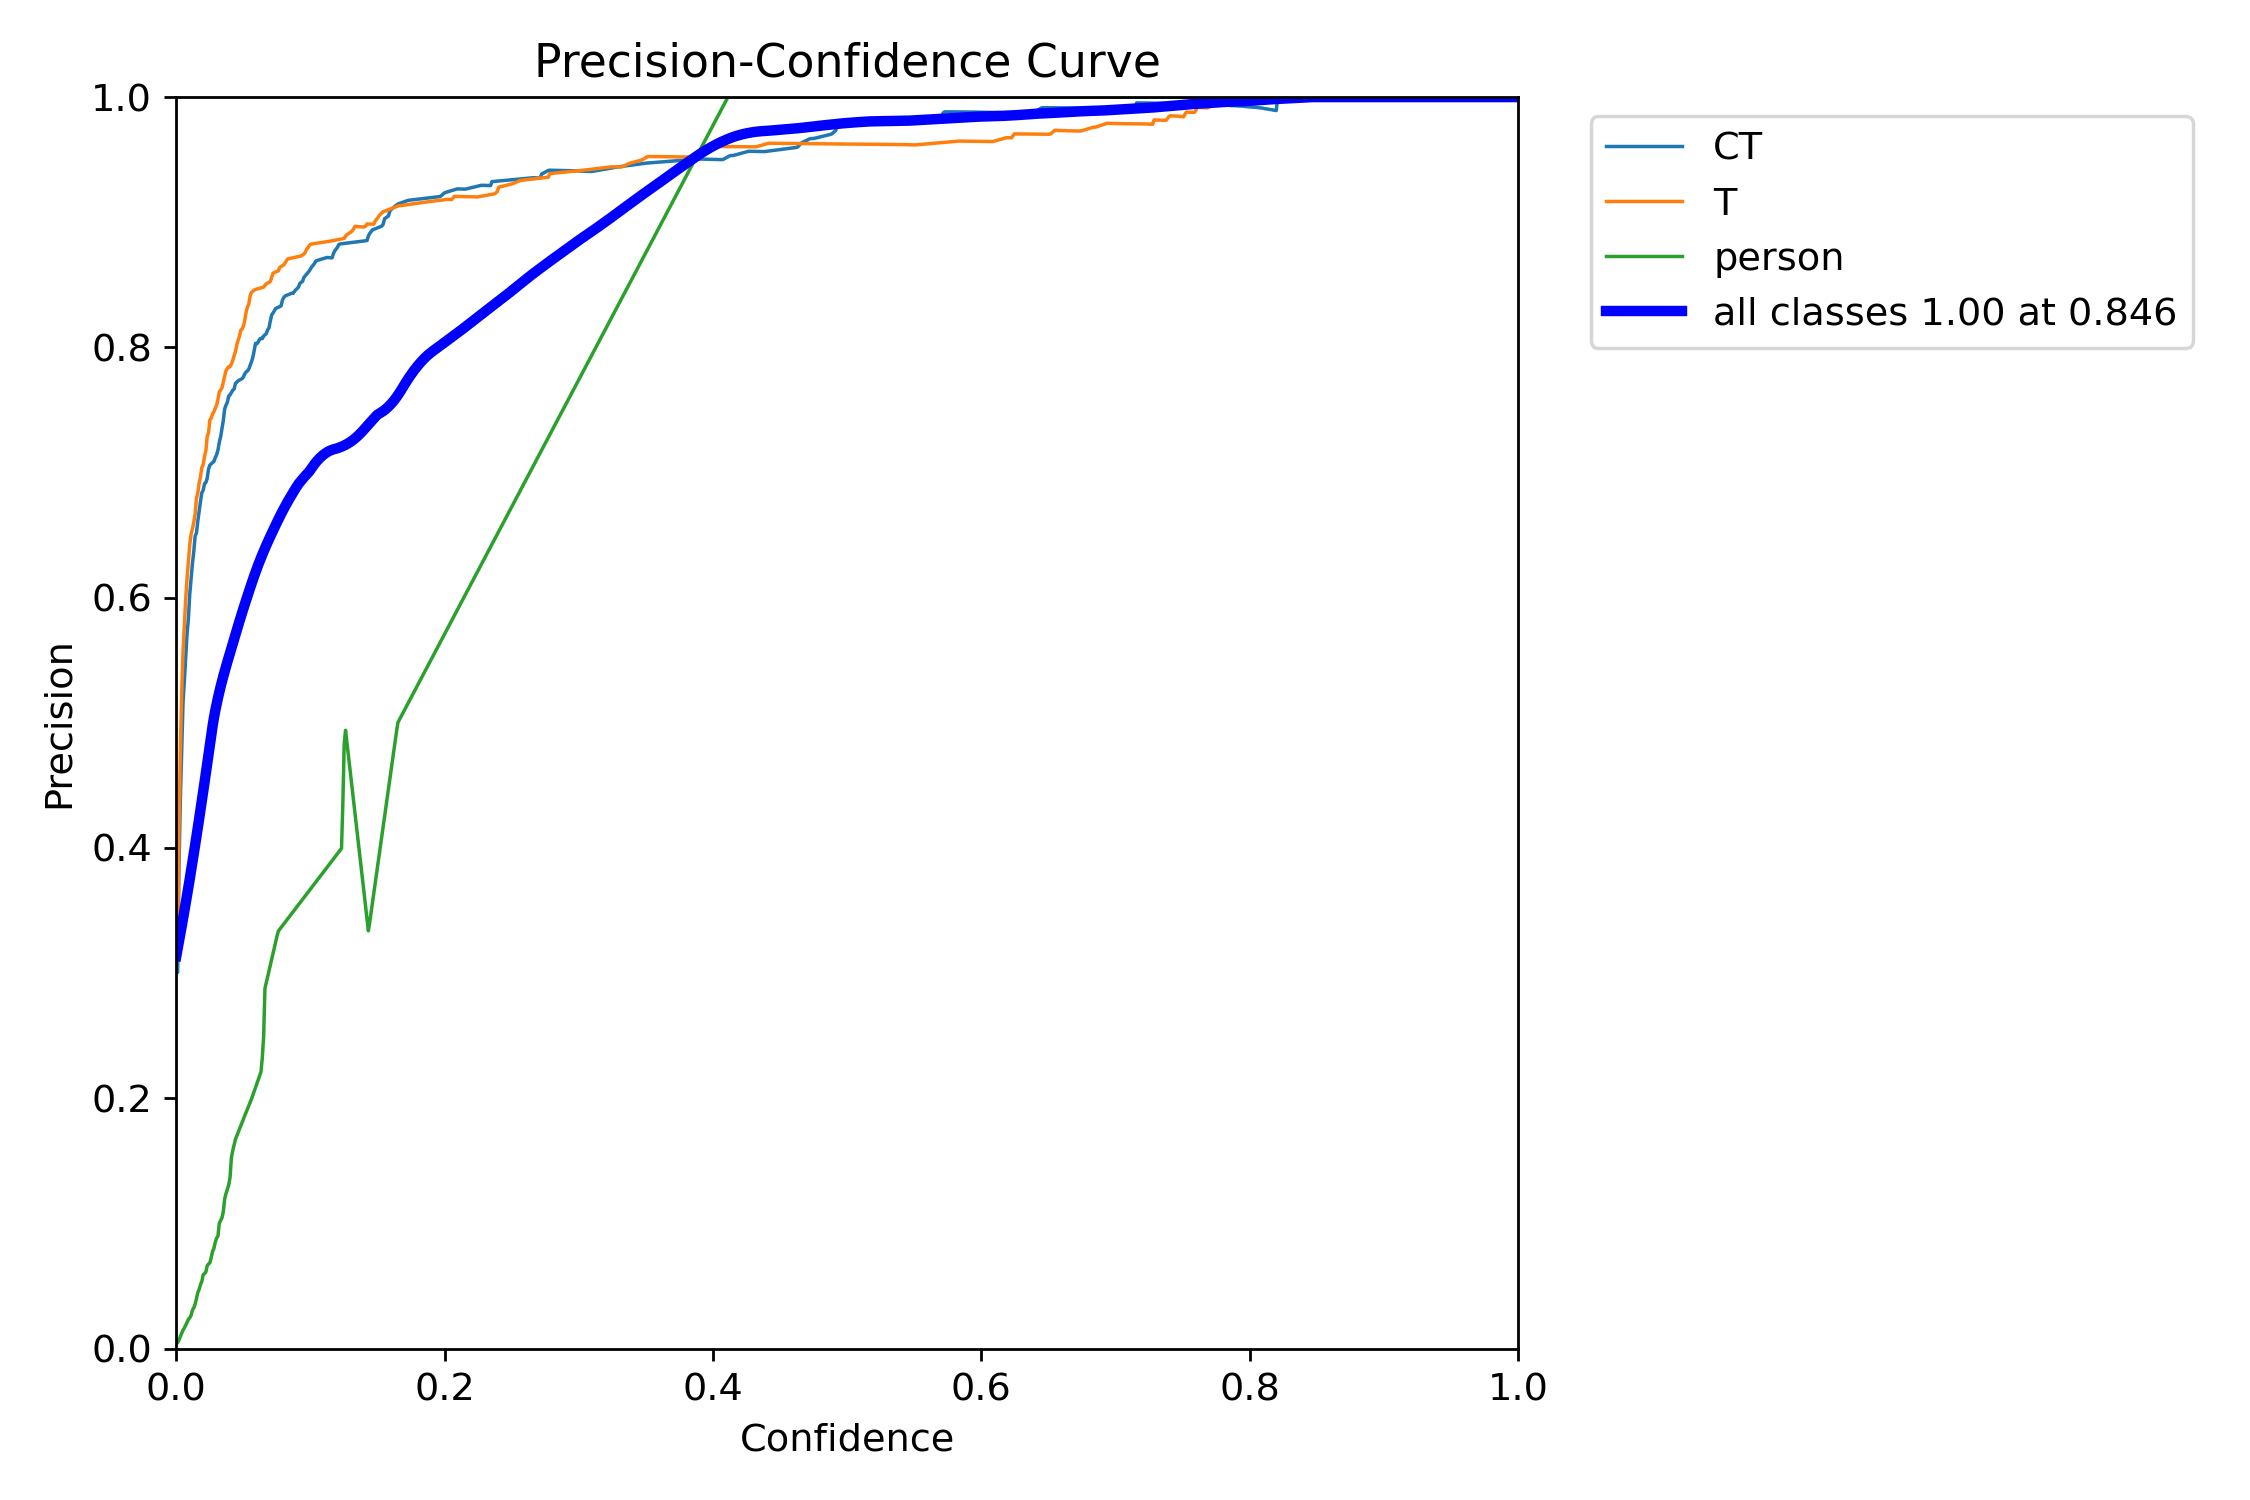 Precision-Confidence Curve
1.0
0.8
0.6
0.4
0.2
0.0
Precision
0.0 0.2 0.4 0.6 0.8 1.0
Confidence
CT
T
person
all classes 1.00 at 0.846